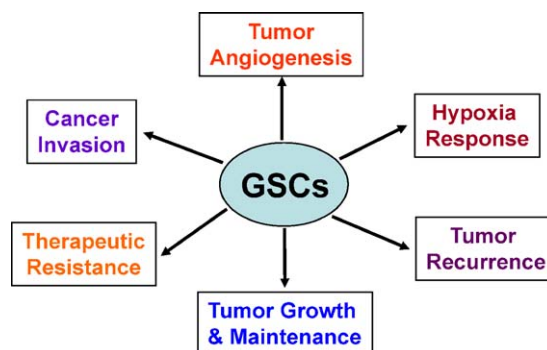 Tumor
Angiogenesis
Cancer
Invasion
Hypoxia
Response
GSCs
Therapeutic
Resistance
Tumor
Recurrence
Tumor Growth
& Maintenance